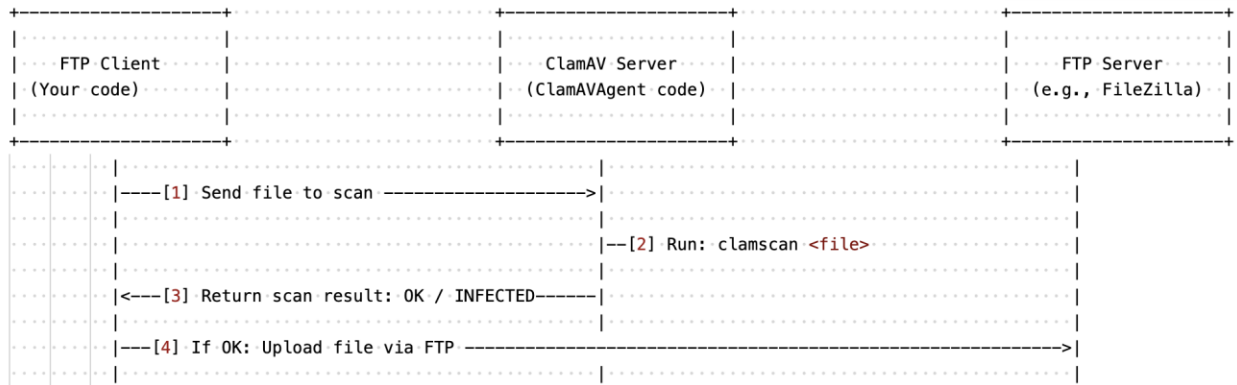 FTP Client ClamAV Server FTP Server
(Your code) (ClamAVAgent code) (e.g., FileZilla)
[1] Send file to scan
[2] Run: clamscan <file>
[3] Return scan result: OK / INFECTED
[4] If OK: Upload file via FTP